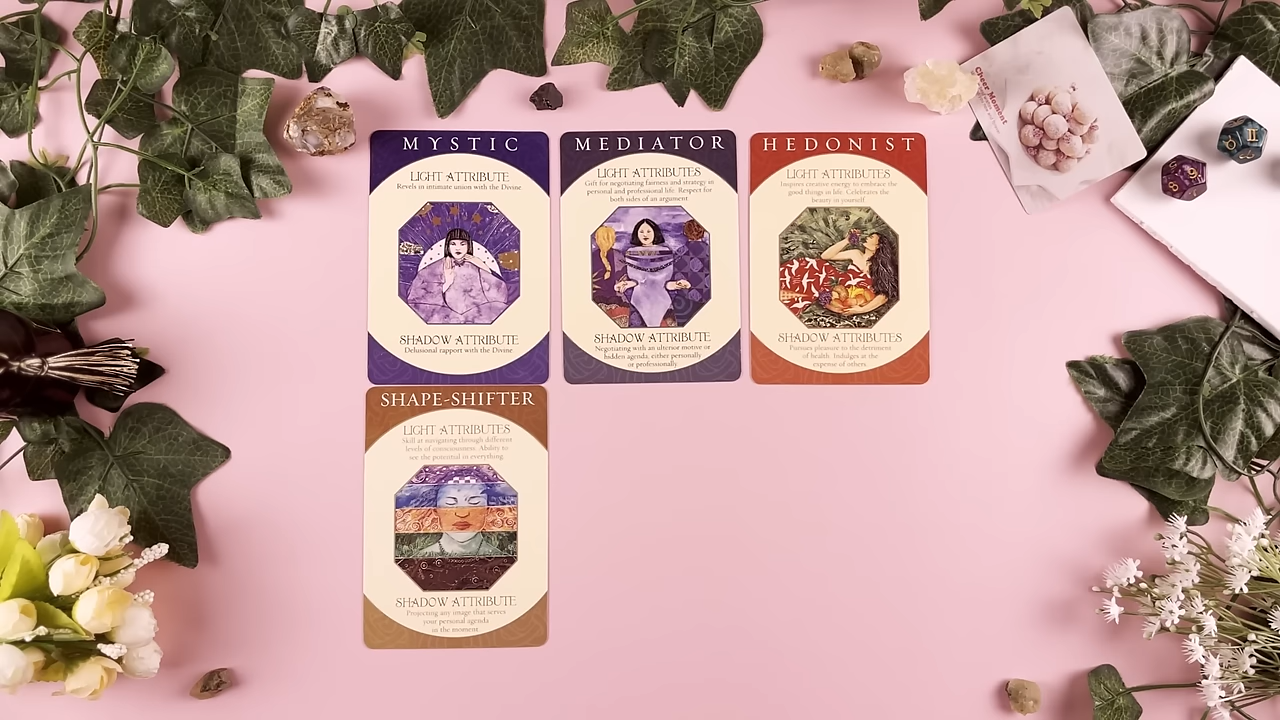 MYSTIC
LIGHT ATTRIBUTE
Revels in intimate union with the Divine
SHADOW ATTRIBUTE
Delusional rapport with the Divine
MEDIATOR
LIGHT ATTRIBUTES
Gift for negotiating fairness and strategy in
personal and professional life. Respect for
both sides of an argument
SHADOW ATTRIBUTE
Negotiating with an ulterior motive or
hidden agenda, either personally
or professionally.
HEDONIST
LIGHT ATTRIBUTES
Inspires creative energy to embrace the
good things in life. Celebrates the
beauty in yourself.
SHADOW ATTRIBUTES
Pursues pleasure to the detriment
of health. Indulges at the
expense of others.
SHAPE-SHIFTER
LIGHT ATTRIBUTES
Skill at navigating through different
levels of consciousness. Ability to
see the potential in everything.
SHADOW ATTRIBUTE
Projecting any image that serves
your personal agenda
in the moment.
Cheer Moment
II
9